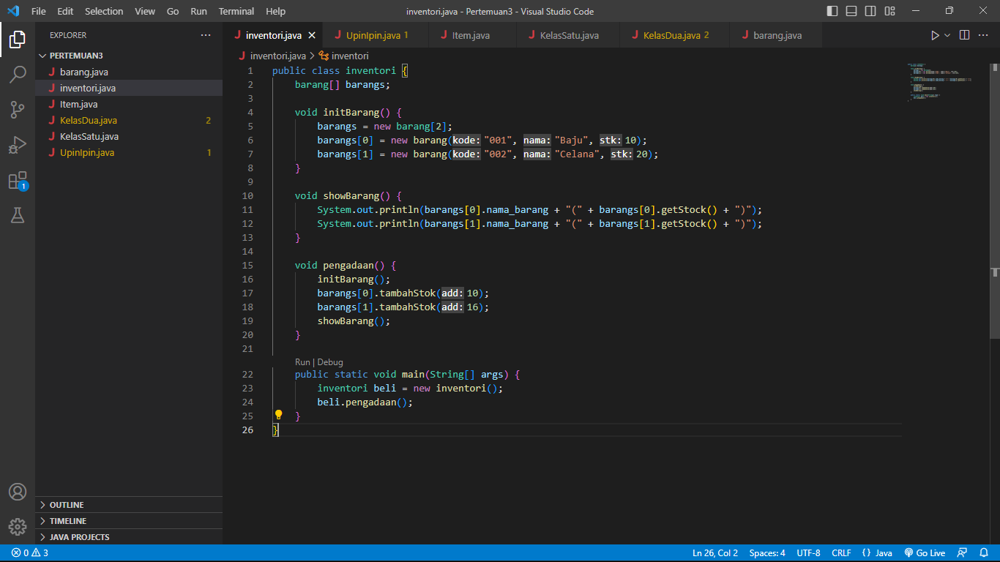 File Edit Selection View Go Run Terminal Help inventori.java - Pertemuan3 - Visual Studio Code
EXPLORER
PERTEMUAN3
barang.java
inventori.java
Item.java
KelasDua.java 2
KelasSatu.java
UpinIpin.java 1
OUTLINE
TIMELINE
JAVA PROJECTS
inventori.java UpinIpin.java 1 Item.java KelasSatu.java KelasDua.java 2 barang.java
inventori.java > inventori
1 public class inventori {
2     barang[] barangs;
3
4     void initBarang() {
5         barangs = new barang[2];
6         barangs[0] = new barang(kode: "001", nama: "Baju", stk: 10);
7         barangs[1] = new barang(kode: "002", nama: "Celana", stk: 20);
8     }
9
10     void showBarang() {
11         System.out.println(barangs[0].nama_barang + "(" + barangs[0].getStock() + ")");
12         System.out.println(barangs[1].nama_barang + "(" + barangs[1].getStock() + ")");
13     }
14
15     void pengadaan() {
16         initBarang();
17         barangs[0].tambahStok(add: 10);
18         barangs[1].tambahStok(add: 16);
19         showBarang();
20     }
21
Run | Debug
22     public static void main(String[] args) {
23         inventori beli = new inventori();
24         beli.pengadaan();
25     }
26 }
1
0 3 Ln 26, Col 2 Spaces: 4 UTF-8 CRLF {} Java Go Live